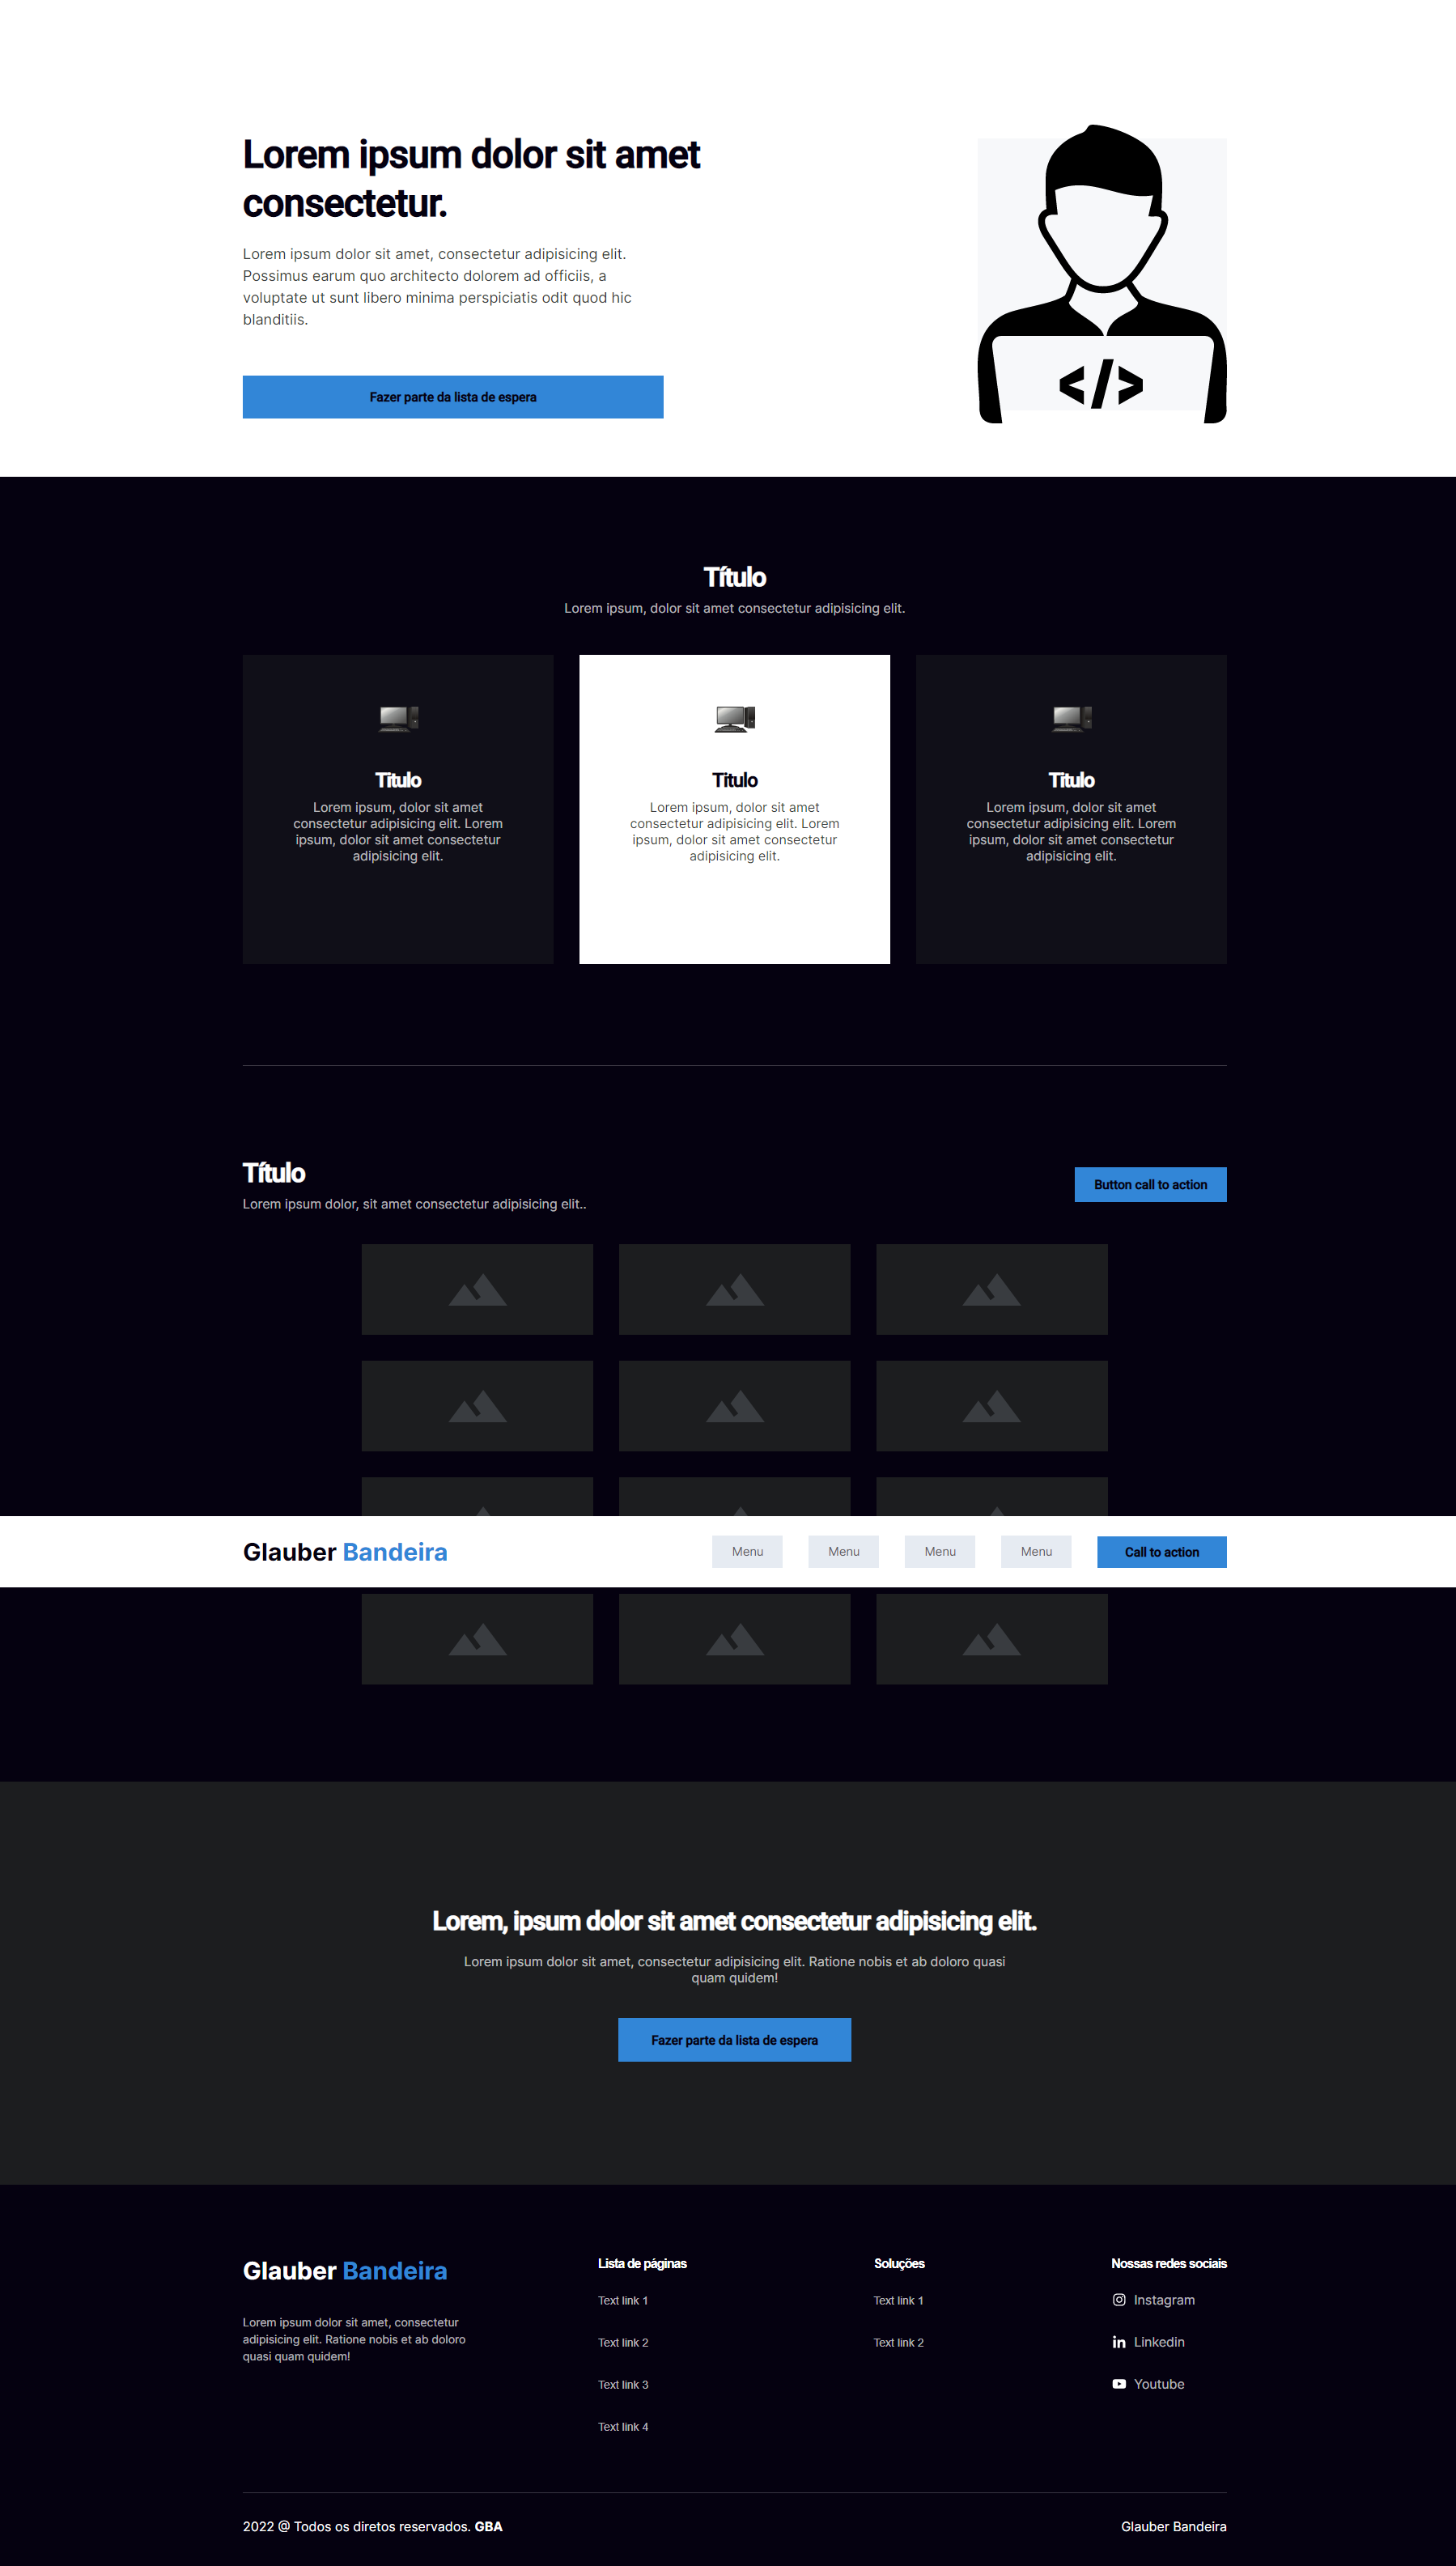 Lorem ipsum dolor sit amet
consectetur.
Lorem ipsum dolor sit amet, consectetur adipisicing elit.
Possimus earum quo architecto dolorem ad officiis, a
voluptate ut sunt libero minima perspiciatis odit quod hic
blanditiis.
Fazer parte da lista de espera
</>
Título
Lorem ipsum, dolor sit amet consectetur adipisicing elit.
Titulo
Lorem ipsum, dolor sit amet
consectetur adipisicing elit. Lorem
ipsum, dolor sit amet consectetur
adipisicing elit.
Titulo
Lorem ipsum, dolor sit amet
consectetur adipisicing elit. Lorem
ipsum, dolor sit amet consectetur
adipisicing elit.
Titulo
Lorem ipsum, dolor sit amet
consectetur adipisicing elit. Lorem
ipsum, dolor sit amet consectetur
adipisicing elit.
Título
Lorem ipsum dolor, sit amet consectetur adipisicing elit..
Button call to action
Glauber Bandeira
Menu
Menu
Menu
Menu
Call to action
Lorem, ipsum dolor sit amet consectetur adipisicing elit.
Lorem ipsum dolor sit amet, consectetur adipisicing elit. Ratione nobis et ab doloro quasi
quam quidem!
Fazer parte da lista de espera
Glauber Bandeira
Lorem ipsum dolor sit amet, consectetur
adipisicing elit. Ratione nobis et ab doloro
quasi quam quidem!
Lista de páginas
Text link 1
Text link 2
Text link 3
Text link 4
Soluções
Text link 1
Text link 2
Nossas redes sociais
Instagram
Linkedin
Youtube
2022 @ Todos os diretos reservados. GBA
Glauber Bandeira